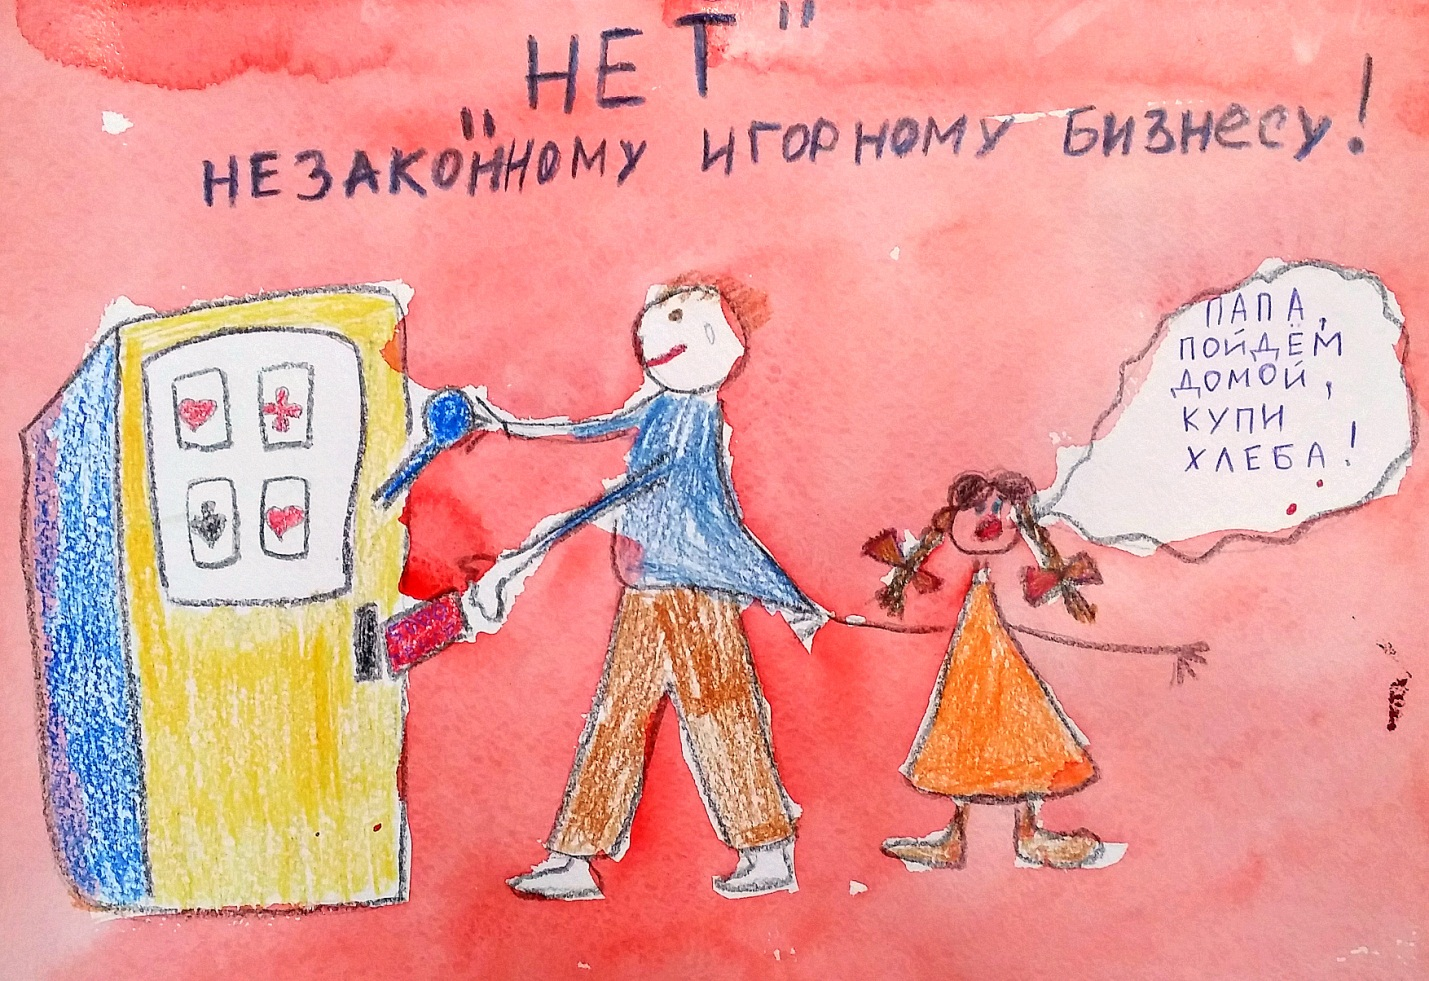 "НЕТ"
НЕЗАКОННОМУ ИГОРНОМУ БИЗНЕСУ!
ПАПА,
ПОЙДЁМ
ДОМОЙ,
КУПИ
ХЛЕБА!